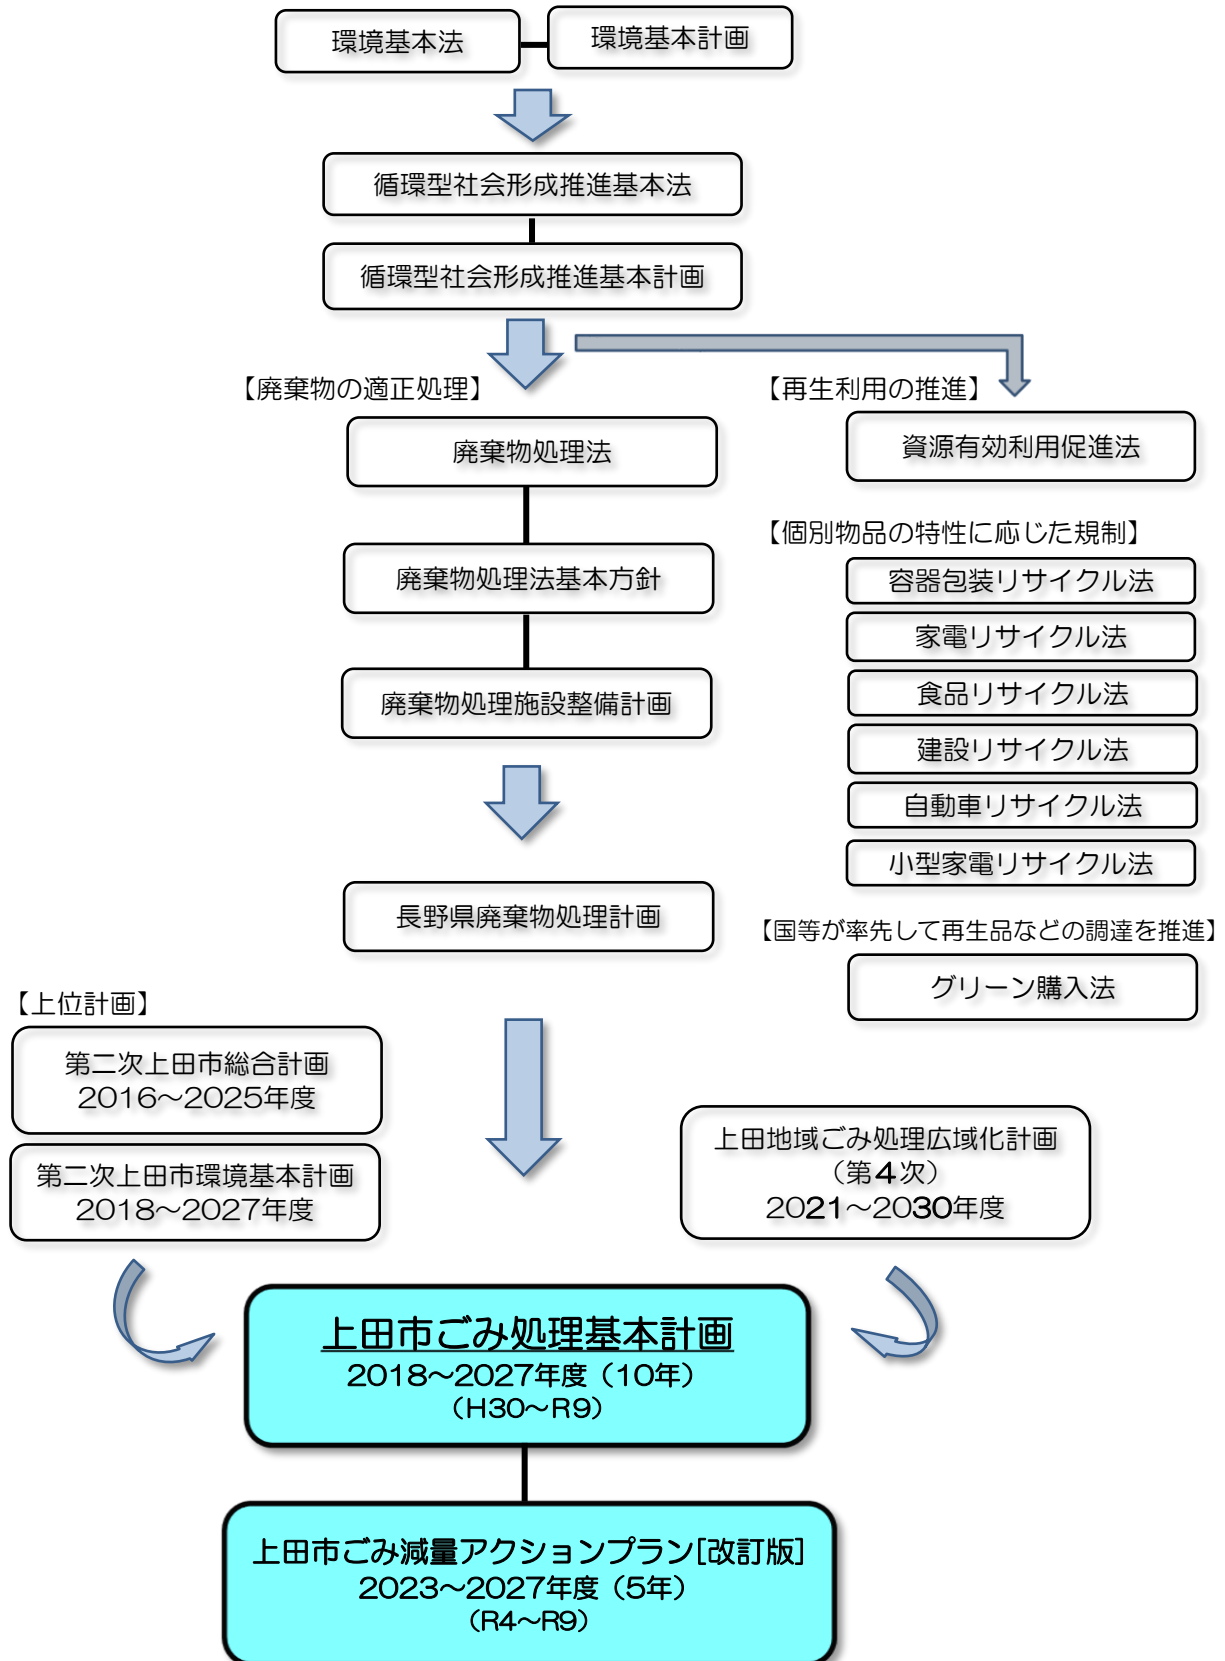 環境基本法
環境基本計画
循環型社会形成推進基本法
循環型社会形成推進基本計画
【廃棄物の適正処理】
廃棄物処理法
廃棄物処理法基本方針
廃棄物処理施設整備計画
長野県廃棄物処理計画
【再生利用の推進】
資源有効利用促進法
【個別物品の特性に応じた規制】
容器包装リサイクル法
家電リサイクル法
食品リサイクル法
建設リサイクル法
自動車リサイクル法
小型家電リサイクル法
【国等が率先して再生品などの調達を推進】
グリーン購入法
【上位計画】
第二次上田市総合計画
2016～2025年度
第二次上田市環境基本計画
2018～2027年度
上田地域ごみ処理広域化計画
（第4次）
2021～2030年度
上田市ごみ処理基本計画
2018～2027年度（10年）
（H30～R9）
上田市ごみ減量アクションプラン[改訂版]
2023～2027年度（5年）
（R4～R9）